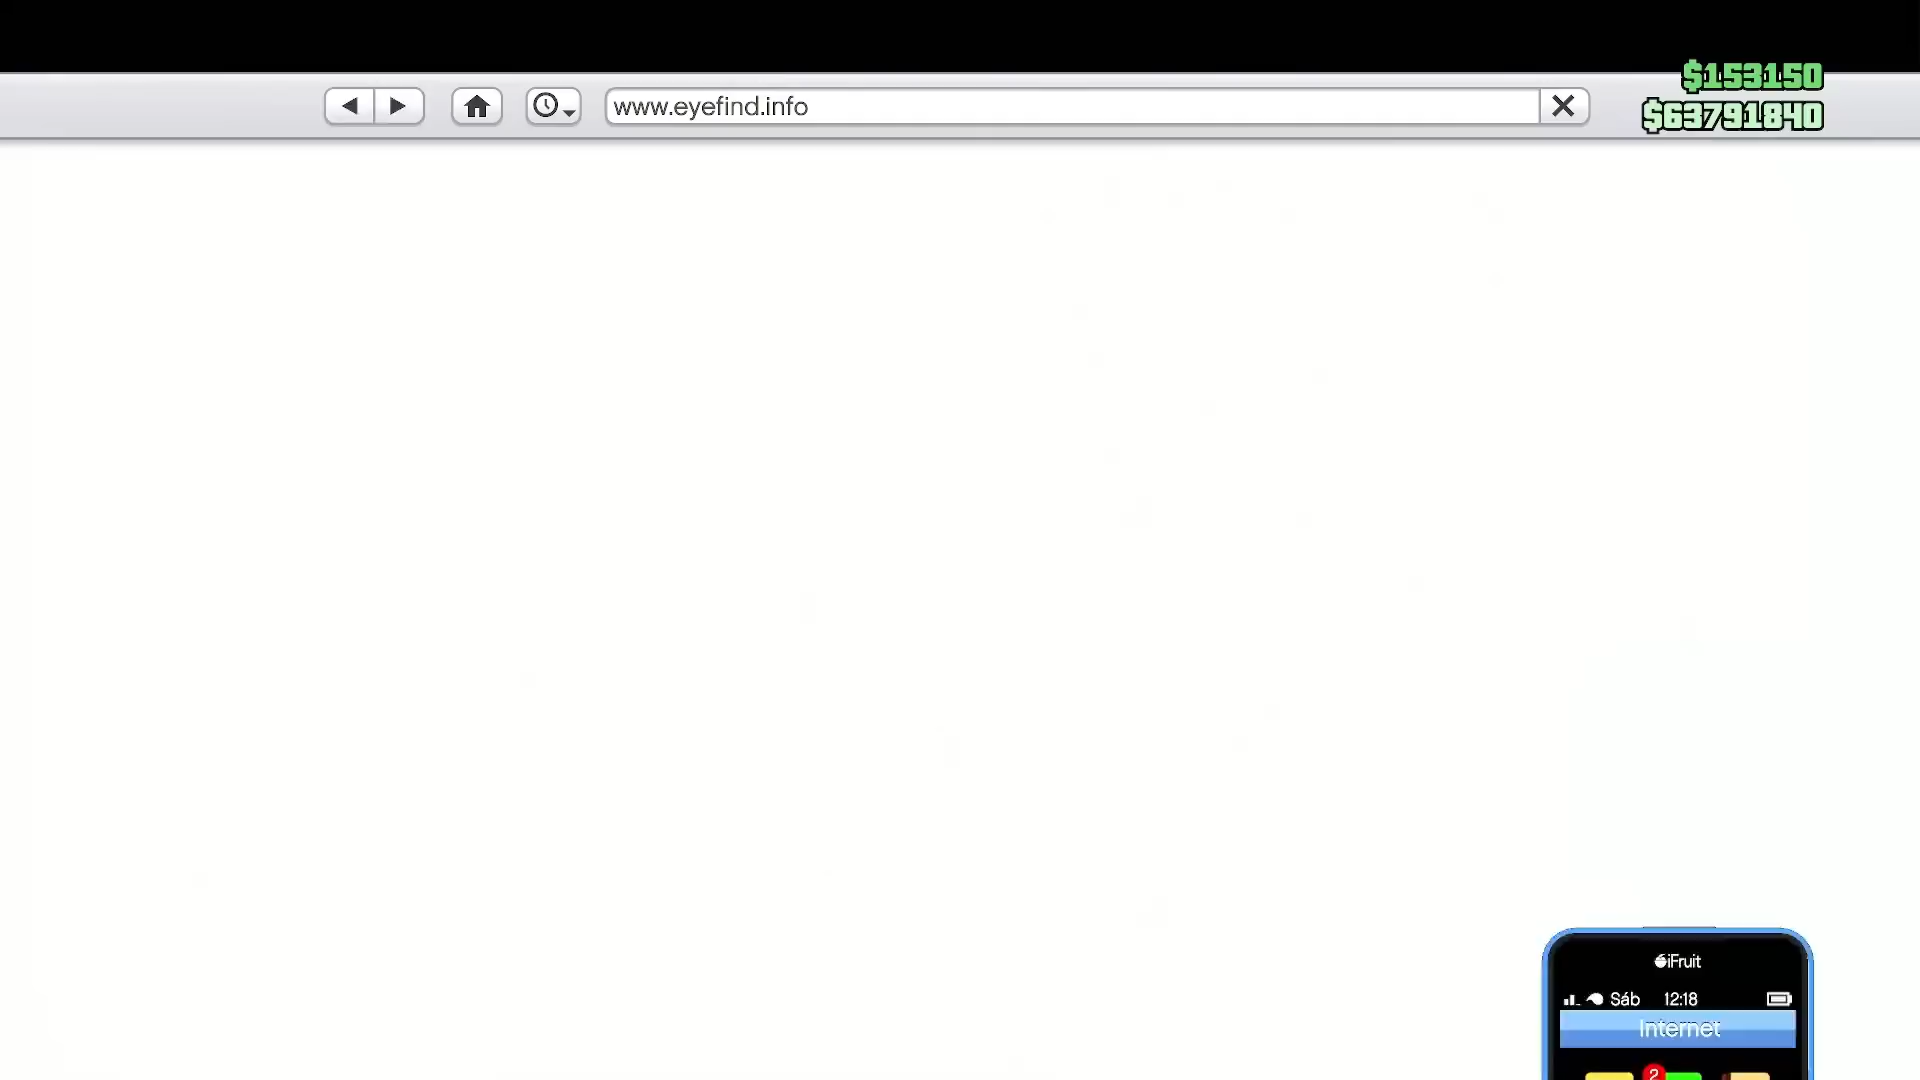 $153150
www.eyefind.info
$63791840
iFruit
Sáb 12:18
Internet
2